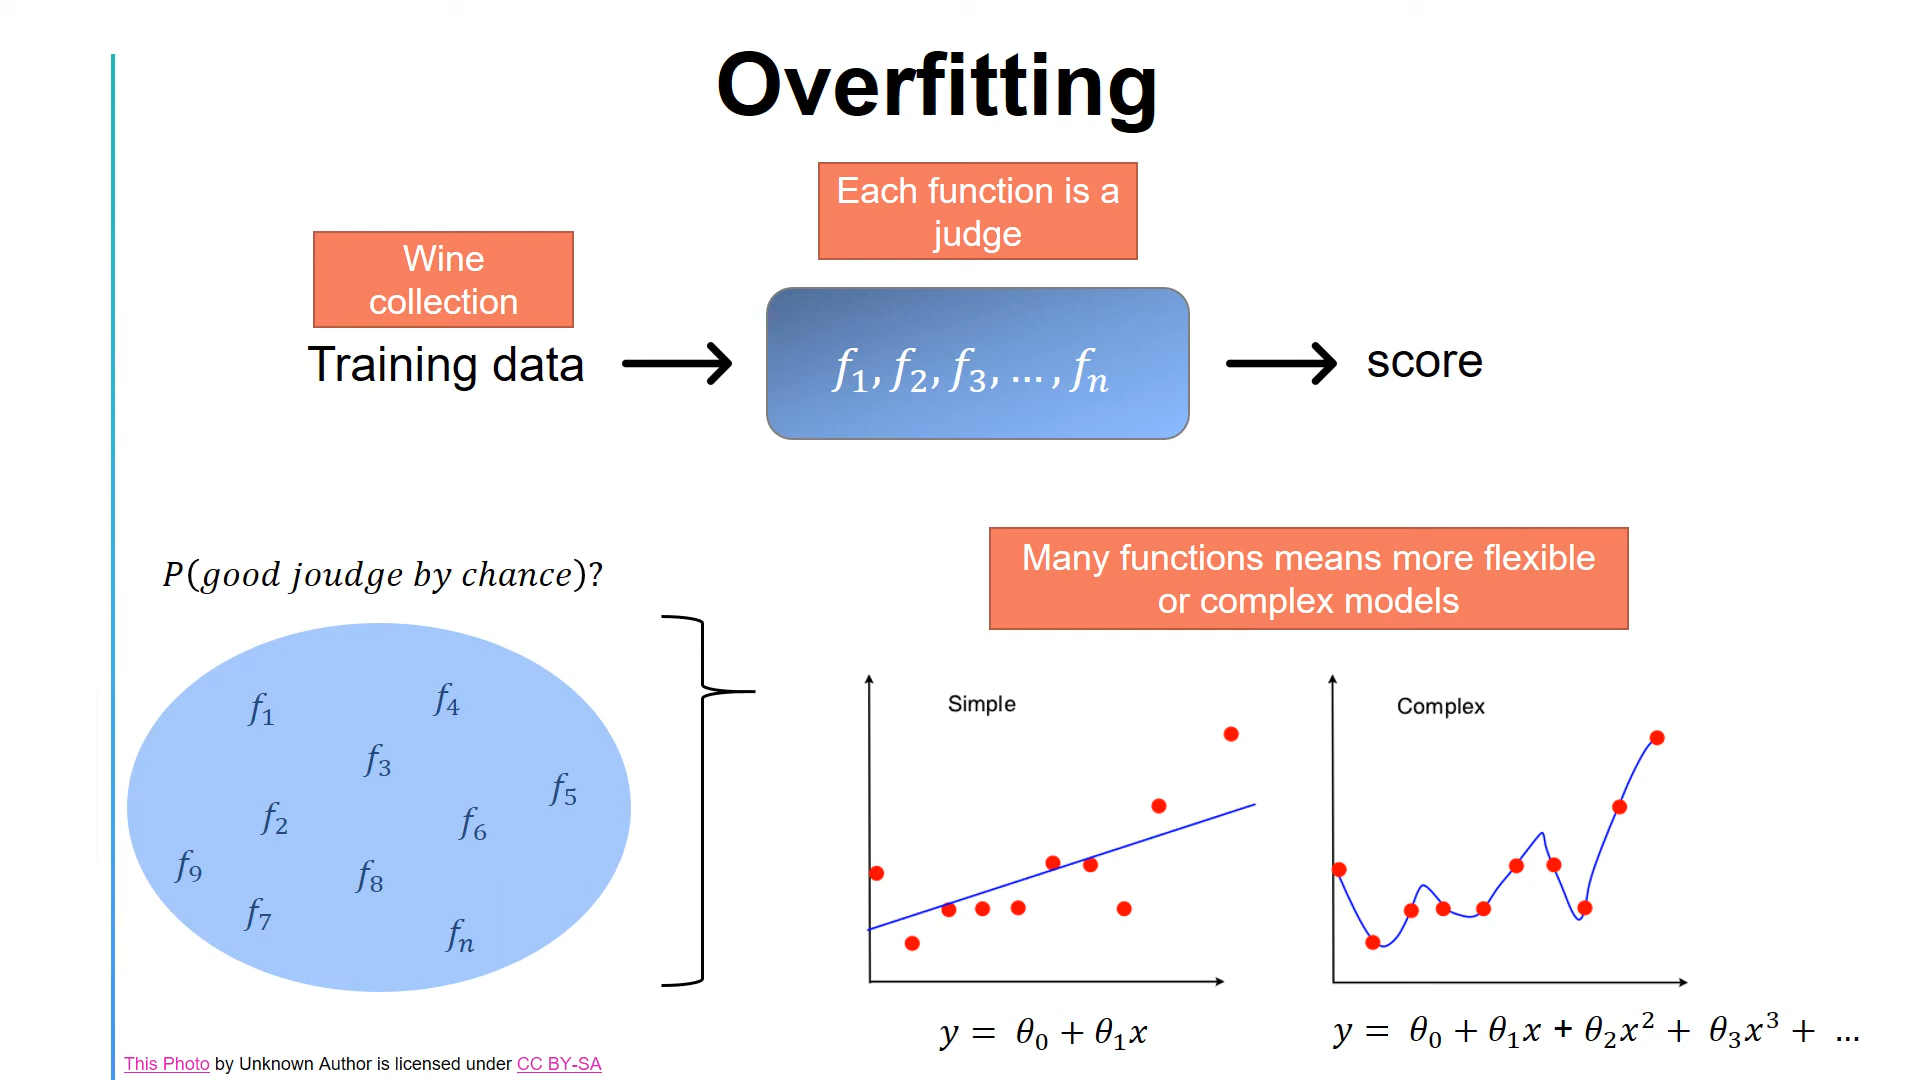 Overfitting
Each function is a
judge
Wine
collection
Training data
f₁, f₂, f₃, … , fₙ
score
P(good joudge by chance)?
Many functions means more flexible
or complex models
f₁
f₄
f₃
f₅
f₂
f₆
f₉
f₈
f₇
fₙ
Simple
Complex
y = θ₀ + θ₁x
y = θ₀ + θ₁x + θ₂x² + θ₃x³ + …
This Photo by Unknown Author is licensed under CC BY-SA